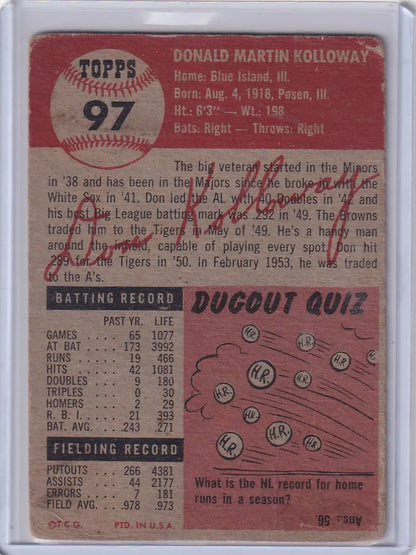 TOPPS
97
DONALD MARTIN KOLLOWAY
Home: Blue Island, Ill.
Born: Aug. 4, 1918, Posen, Ill.
Ht.: 6'3" — Wt.: 198
Bats: Right — Throws: Right
The big veteran started in the Minors
in '38 and has been in the Majors since he broke in with the
White Sox in '41. Don led the AL with 40 Doubles in '42 and
his best Big League batting mark was .292 in '49. The Browns
traded him to the Tigers in May of '49. He's a handy man
around the infield, capable of playing every spot. Don hit
.289 for the Tigers in '50. In February 1953, he was traded
to the A's.
Don Kolloway
BATTING RECORD
PAST YR. LIFE
GAMES . . . . 65 1077
AT BAT . . . . 173 3992
RUNS . . . . 19 466
HITS . . . . 42 1081
DOUBLES . . . 9 180
TRIPLES . . . 0 30
HOMERS . . . 2 29
R. B. I. . . . . 21 393
BAT. AVG. . . .243 .271
FIELDING RECORD
PUTOUTS . . 266 4381
ASSISTS . . . 44 2177
ERRORS . . . 7 181
FIELD AVG. . .978 .973
©T.C.G. PTD. IN U.S.A.
DUGOUT QUIZ
H.R.
H.R.
H.R.
H.R.
H.R.
H.R.
H.R.
H.R.
H.R.
H.R.
What is the NL record for home
runs in a season?
Ans.: 56.